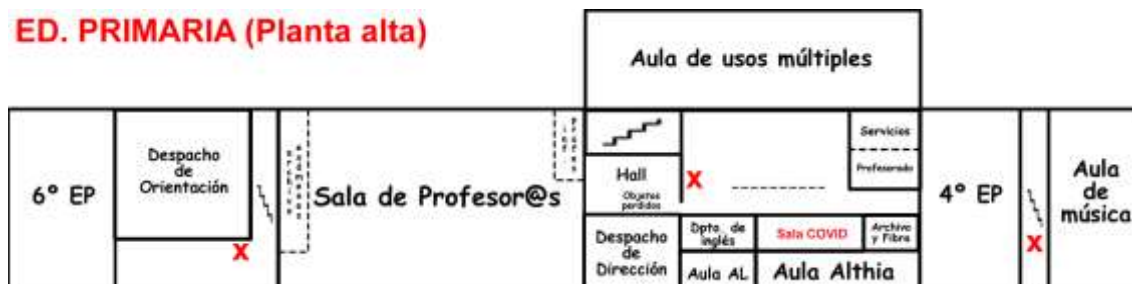 ED. PRIMARIA (Planta alta)
Aula de usos múltiples
6º EP
Despacho
de
Orientación
X
Sala de Profesor@s
Hall
Objetos
perdidos
X
Servicios
Profesorado
Despacho
de
Dirección
Dpto. de
inglés
Sala COVID
Archivo
y Fibra
Aula AL
Aula Althia
4º EP
X
Aula
de
música